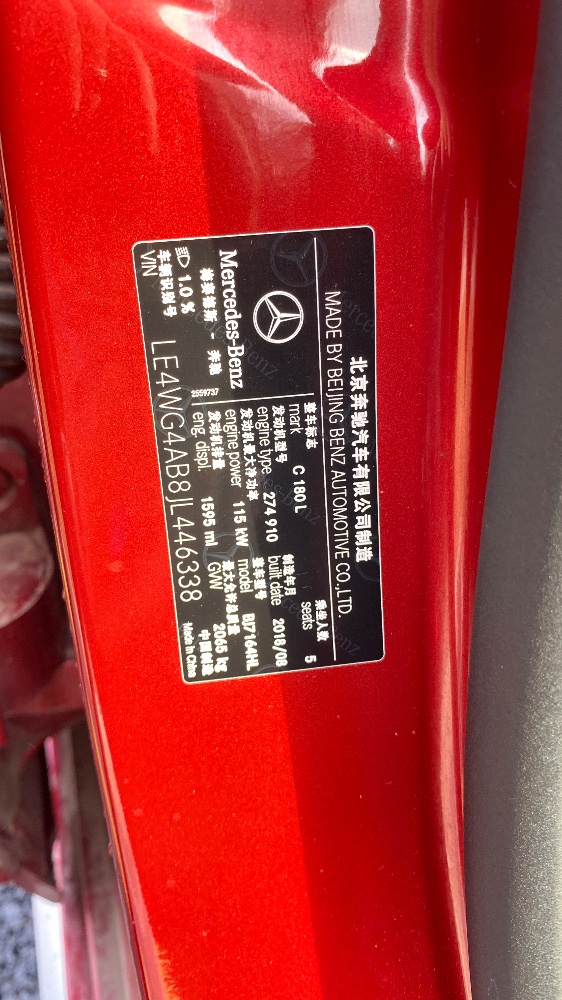 北京奔驰汽车有限公司制造
MADE BY BEIJING BENZ AUTOMOTIVE CO.,LTD.
整车标志
mark C 180 L
乘坐人数
seats 5
发动机型号
engine type 274 910
制造年月
built date 2018/08
发动机最大净功率
engine power 115 kW
整车型号
model BJ7164HL
发动机排量
eng. displ. 1595 ml
最大允许总质量
GVW 2065 kg
Mercedes-Benz
梅赛德斯 - 奔驰
1.0 %
2559737
中国制造
Made in China
车辆识别号
VIN LE4WG4AB8JL446338